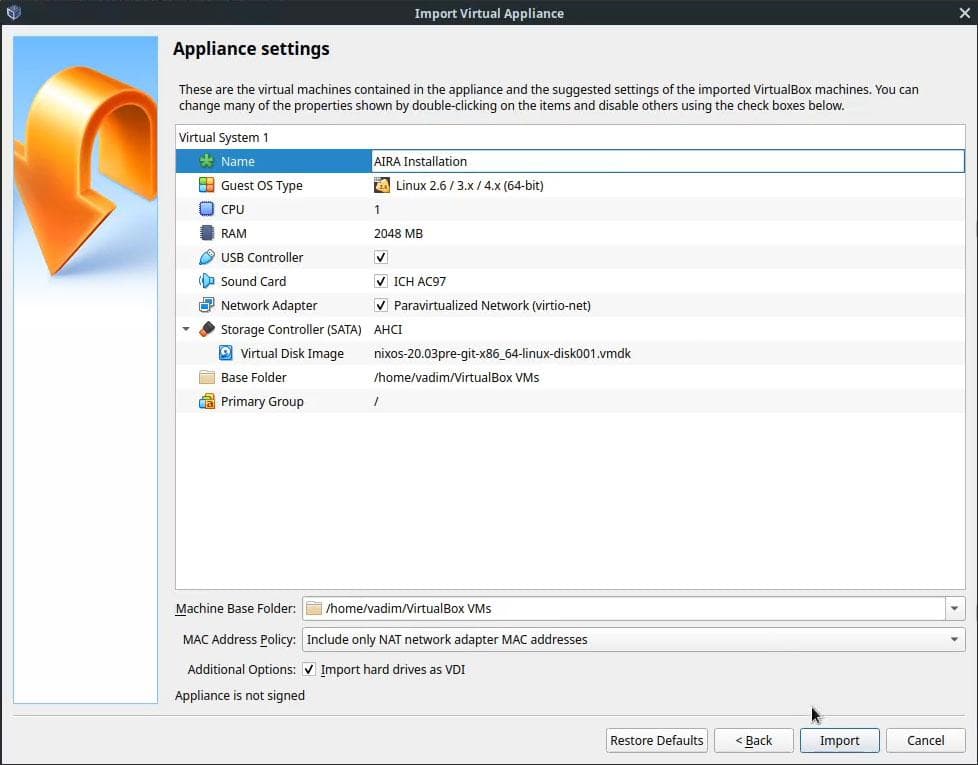 Import Virtual Appliance
Appliance settings
These are the virtual machines contained in the appliance and the suggested settings of the imported VirtualBox machines. You can
change many of the properties shown by double-clicking on the items and disable others using the check boxes below.
Virtual System 1
Name AIRA Installation
Guest OS Type Linux 2.6 / 3.x / 4.x (64-bit)
CPU 1
RAM 2048 MB
USB Controller
Sound Card ICH AC97
Network Adapter Paravirtualized Network (virtio-net)
Storage Controller (SATA) AHCI
Virtual Disk Image nixos-20.03pre-git-x86_64-linux-disk001.vmdk
Base Folder /home/vadim/VirtualBox VMs
Primary Group /
Machine Base Folder: /home/vadim/VirtualBox VMs
MAC Address Policy: Include only NAT network adapter MAC addresses
Additional Options: Import hard drives as VDI
Appliance is not signed
Restore Defaults < Back Import Cancel